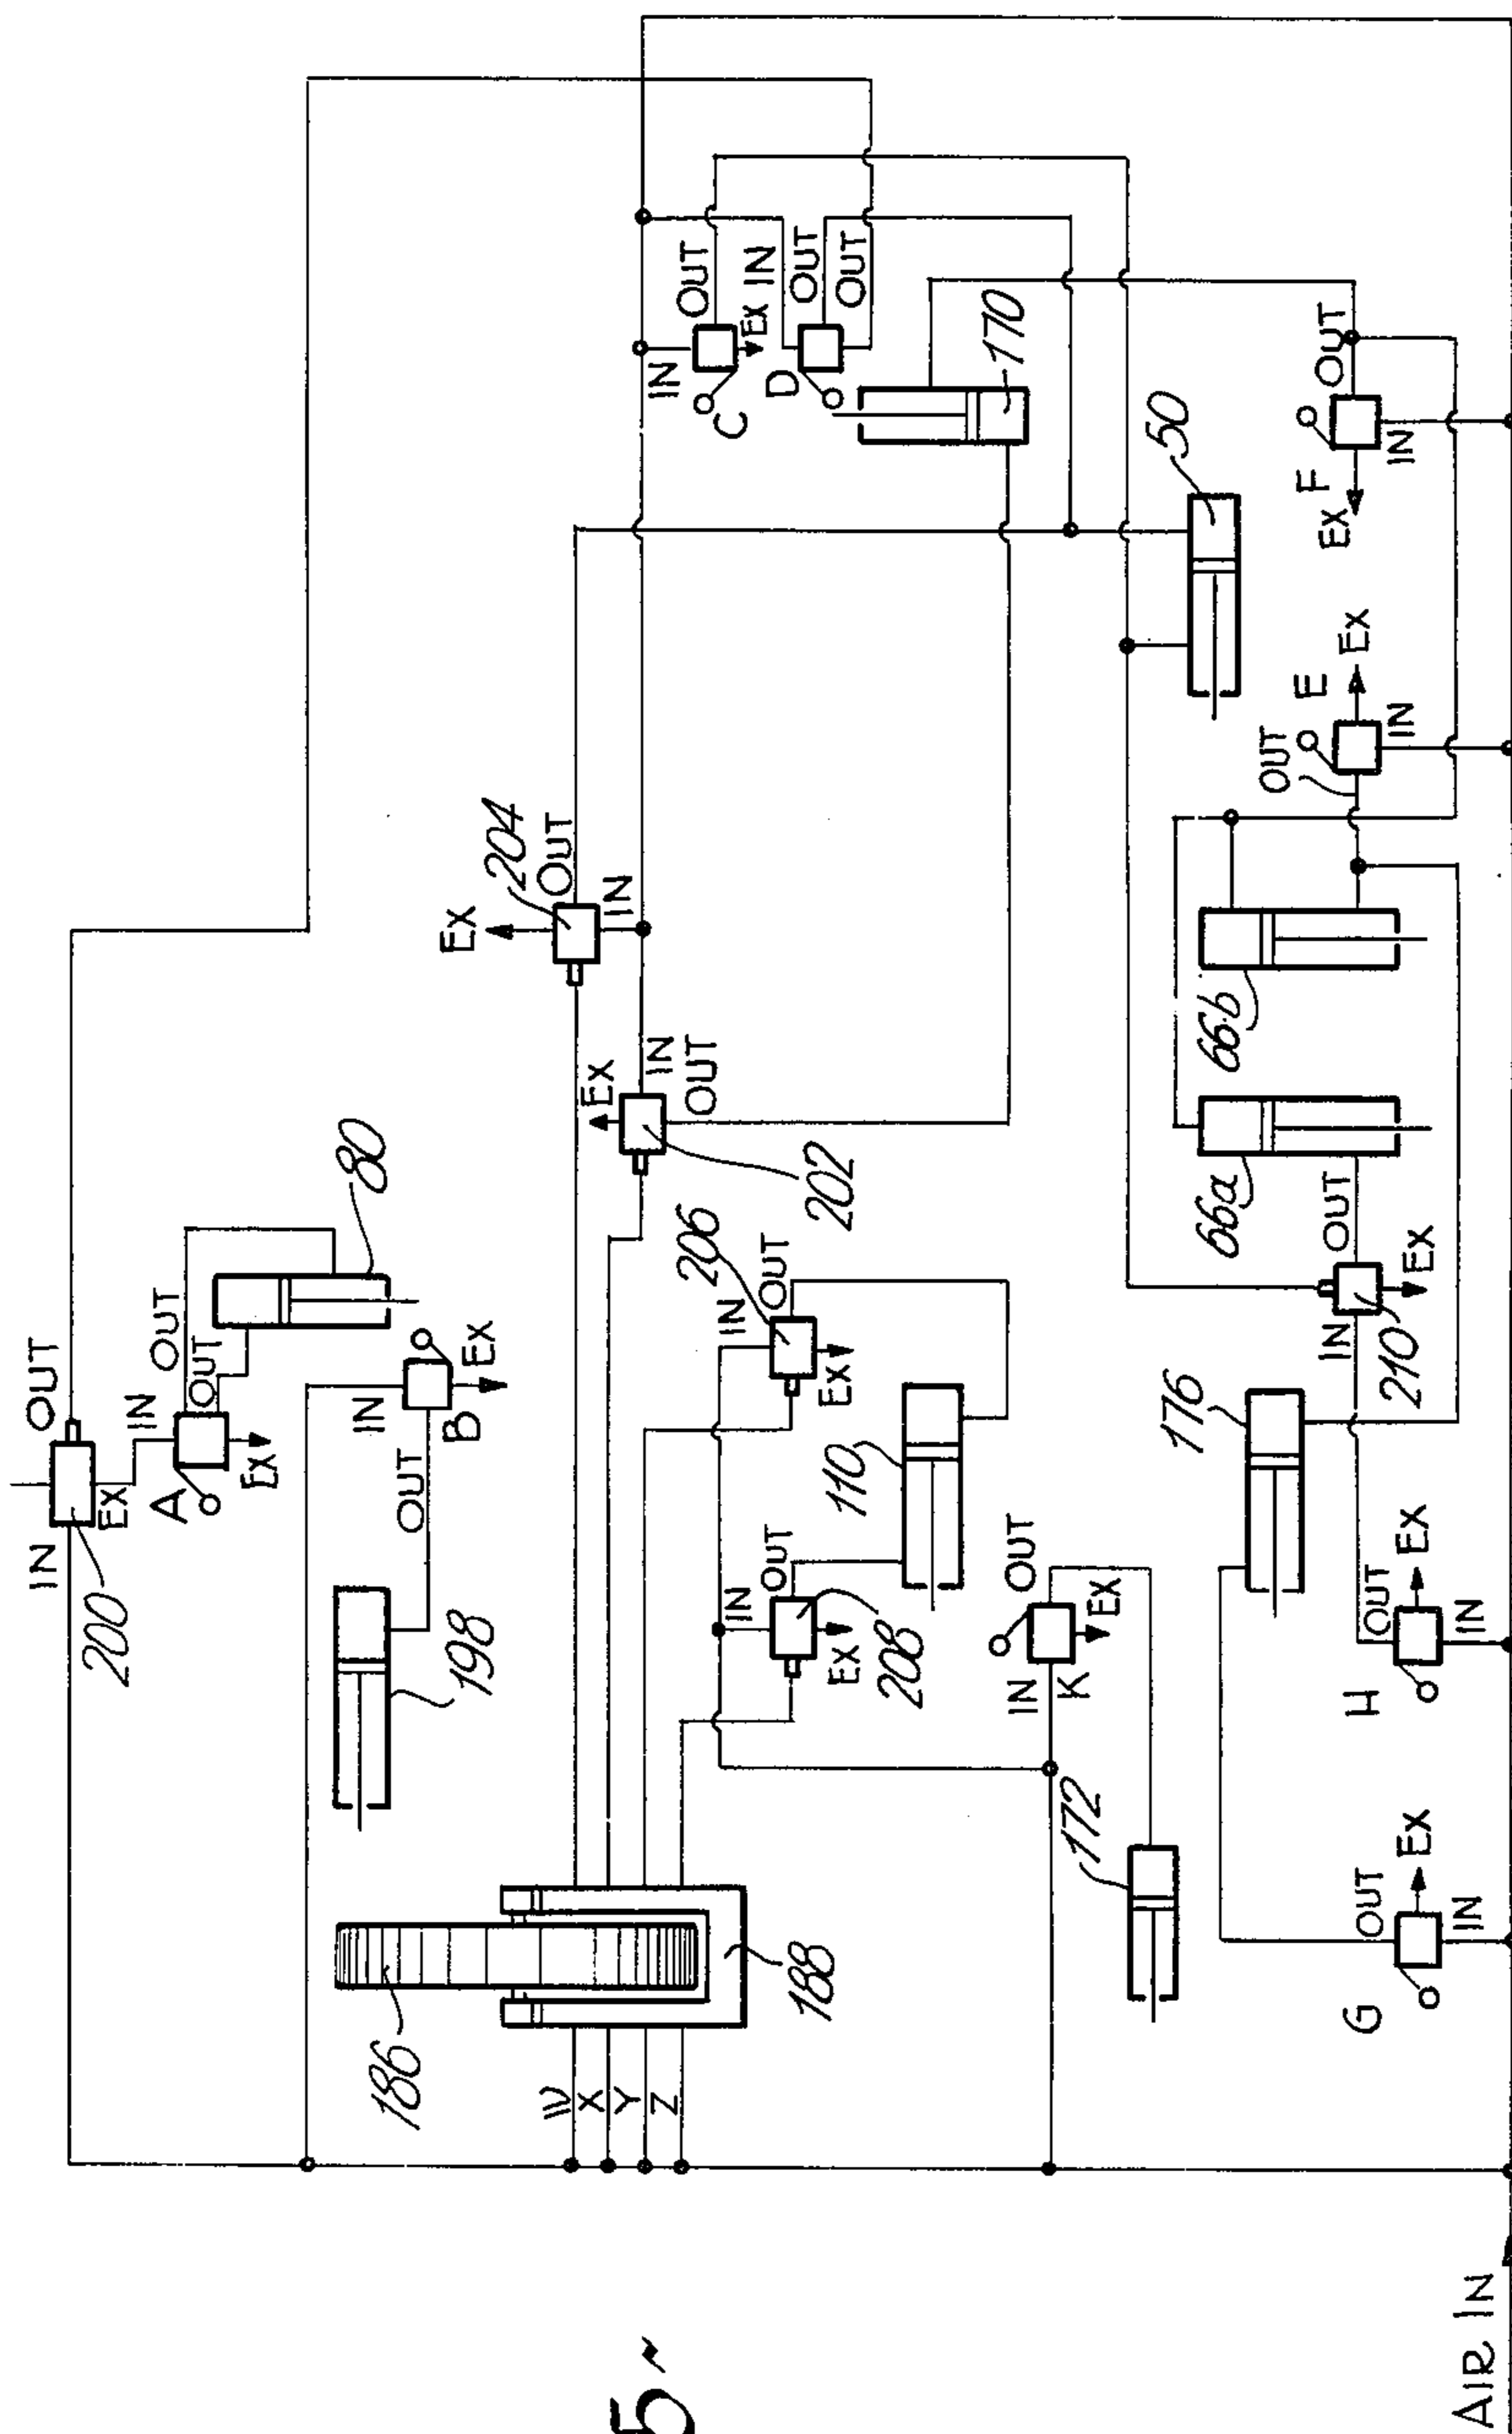 IN OUT
200 EX IN
A OUT
OUT
EX
IN 80
186 OUT
198 B EX
EX
204
W OUT
X EX IN
5 Y
Z IN IN
206 OUT OUT
IN IN C
EX IN
OUT OUT D
188 202 OUT
EX EX OUT
208
110
170
IN OUT
K
172 EX
50
176
66a 66b
OUT
E F
IN OUT EX OUT
EX
G H
OUT OUT
210 IN IN
EX EX EX
IN IN
AIR IN